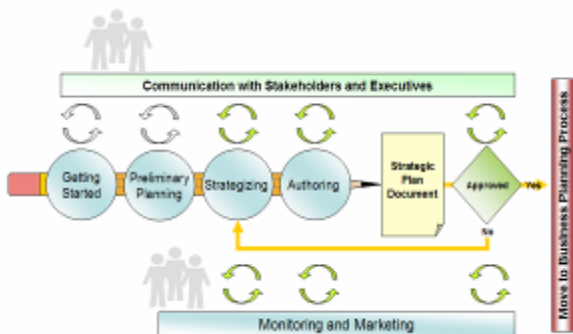 Communication with Stakeholders and Executives
Getting
Started
Preliminary
Planning
Strategizing
Authoring
Strategic
Plan
Document
Approved
Yes
No
Move to Business Planning Process
Monitoring and Marketing